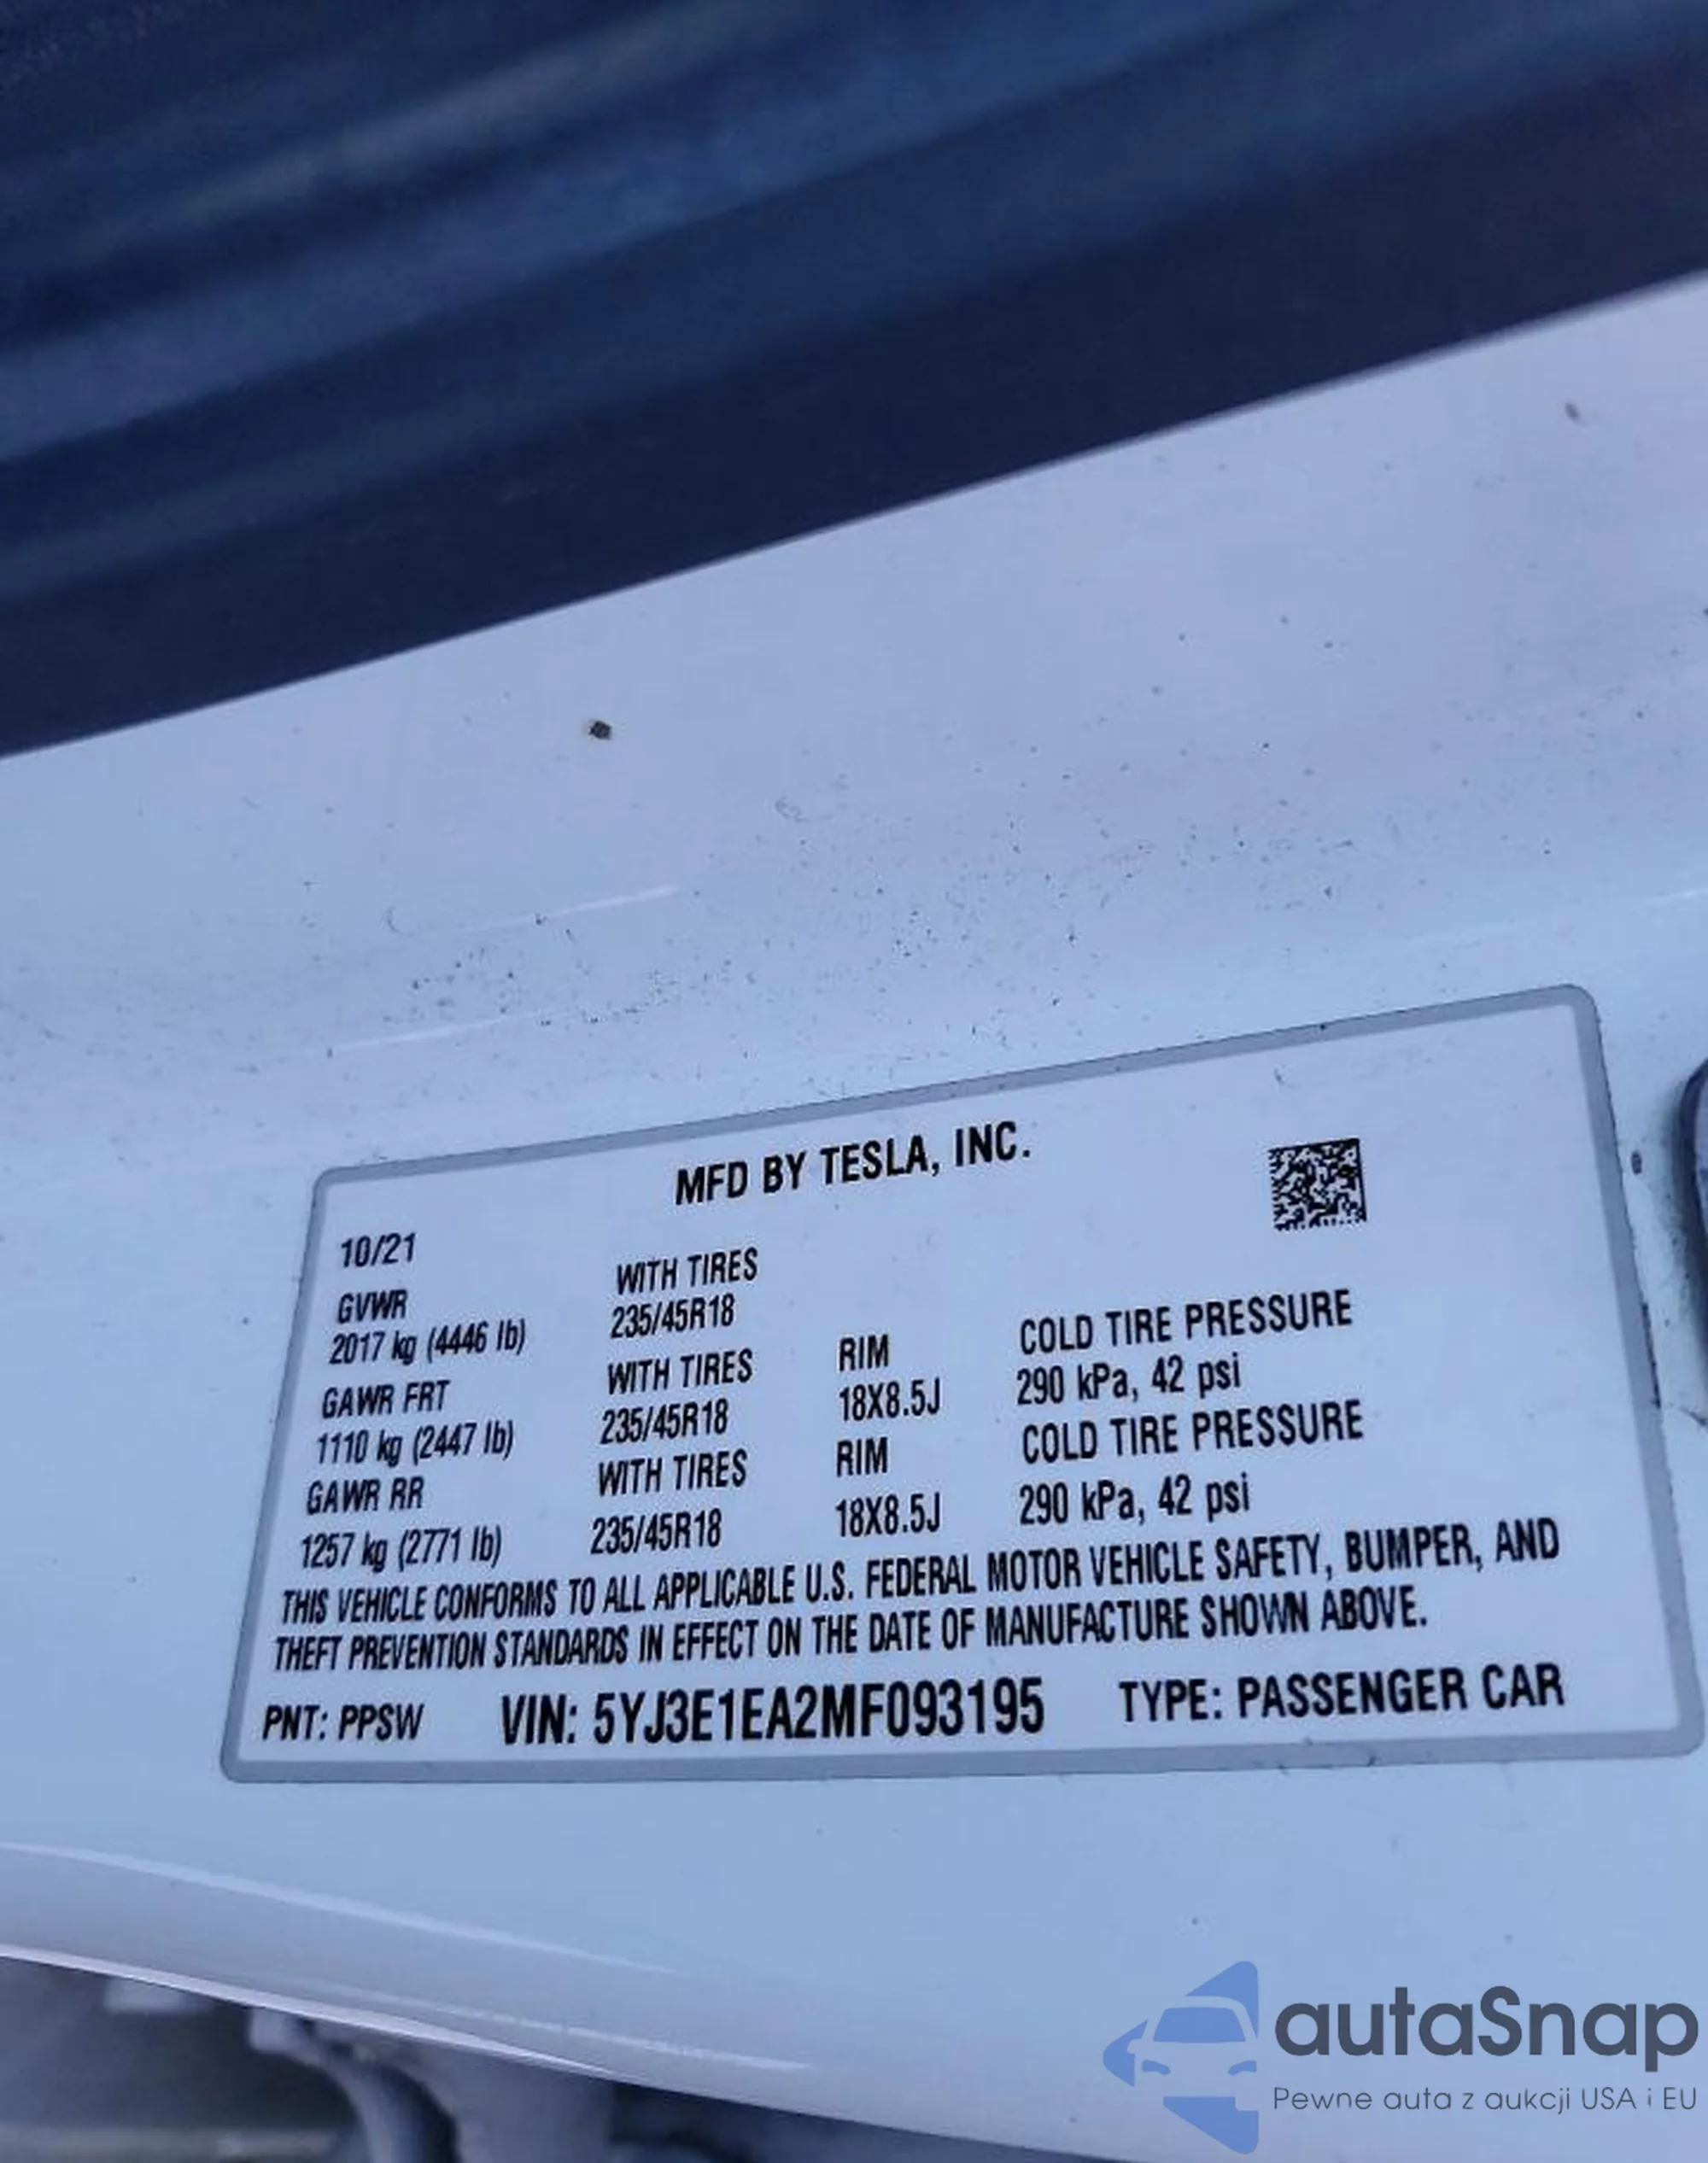 MFD BY TESLA, INC.
10/21
GVWR WITH TIRES
2017 kg (4446 lb) 235/45R18
GAWR FRT WITH TIRES RIM COLD TIRE PRESSURE
1110 kg (2447 lb) 235/45R18 18X8.5J 290 kPa, 42 psi
GAWR RR WITH TIRES RIM COLD TIRE PRESSURE
1257 kg (2771 lb) 235/45R18 18X8.5J 290 kPa, 42 psi
THIS VEHICLE CONFORMS TO ALL APPLICABLE U.S. FEDERAL MOTOR VEHICLE SAFETY, BUMPER, AND
THEFT PREVENTION STANDARDS IN EFFECT ON THE DATE OF MANUFACTURE SHOWN ABOVE.
PNT: PPSW VIN: 5YJ3E1EA2MF093195 TYPE: PASSENGER CAR
autaSnap
Pewne auta z aukcji USA i EU